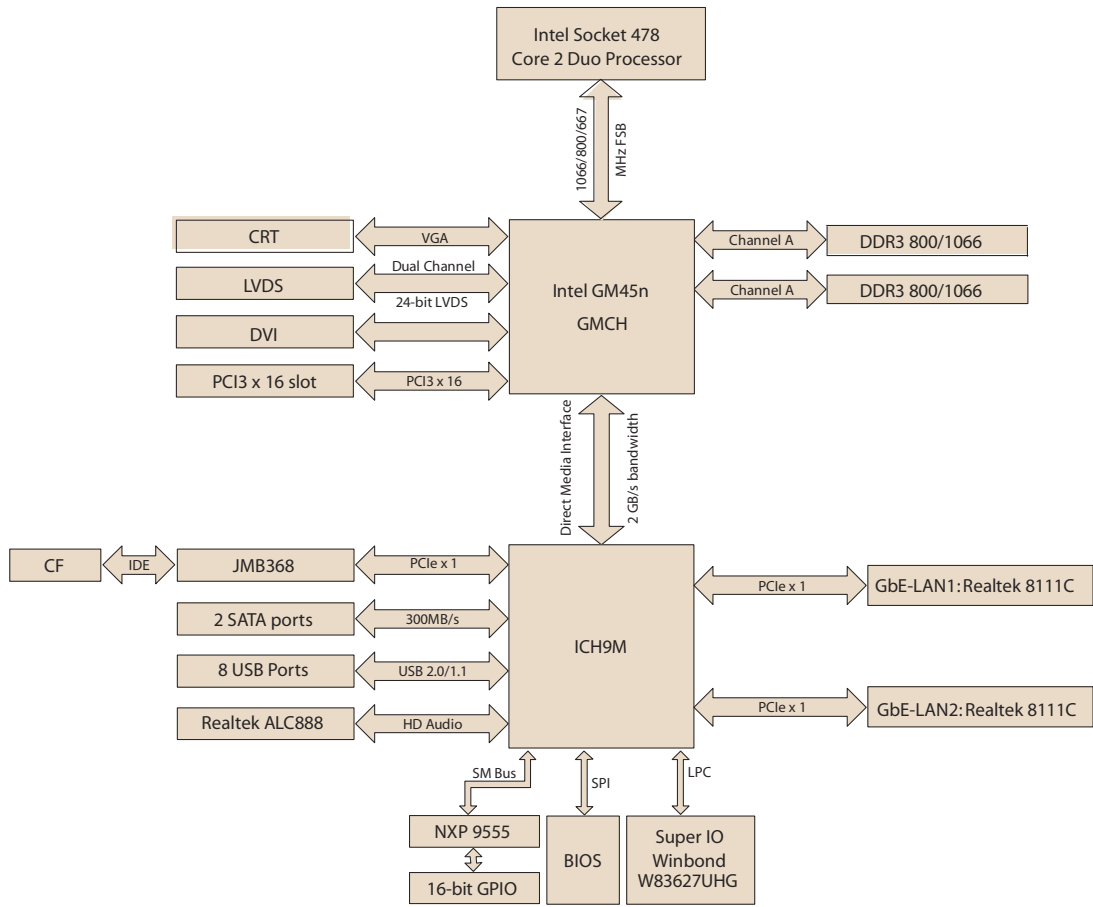 Intel Socket 478
Core 2 Duo Processor
1066/800/667
MHz FSB
CRT
VGA
LVDS
Dual Channel
24-bit LVDS
DVI
PCI3 x 16 slot
PCI3 x 16
Intel GM45n
GMCH
Channel A
DDR3 800/1066
Channel A
DDR3 800/1066
Direct Media Interface
2 GB/s bandwidth
CF
IDE
JMB368
PCIe x 1
2 SATA ports
300MB/s
8 USB Ports
USB 2.0/1.1
Realtek ALC888
HD Audio
ICH9M
PCIe x 1
GbE-LAN1: Realtek 8111C
PCIe x 1
GbE-LAN2: Realtek 8111C
SM Bus
SPI
LPC
NXP 9555
16-bit GPIO
BIOS
Super IO
Winbond
W83627UHG